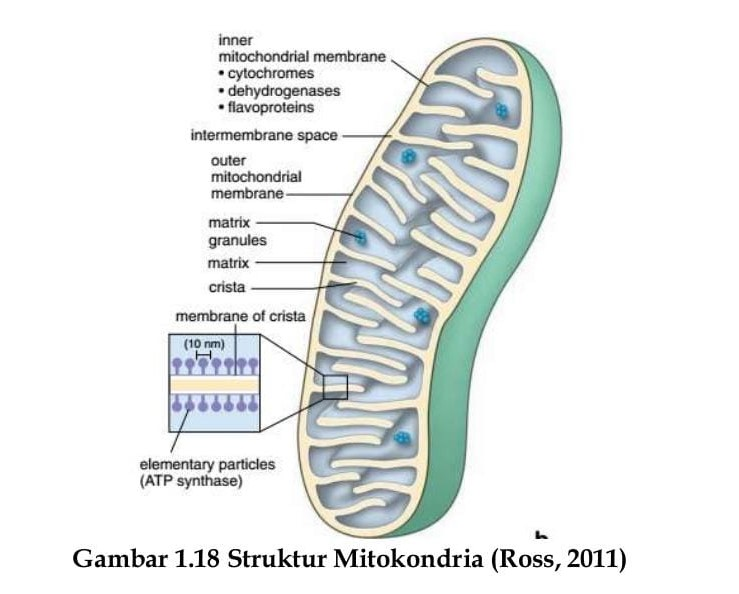 inner
mitochondrial membrane
• cytochromes
• dehydrogenases
• flavoproteins
intermembrane space
outer
mitochondrial
membrane
matrix
granules
matrix
crista
membrane of crista
(10 nm)
elementary particles
(ATP synthase)
Gambar 1.18 Struktur Mitokondria (Ross, 2011)